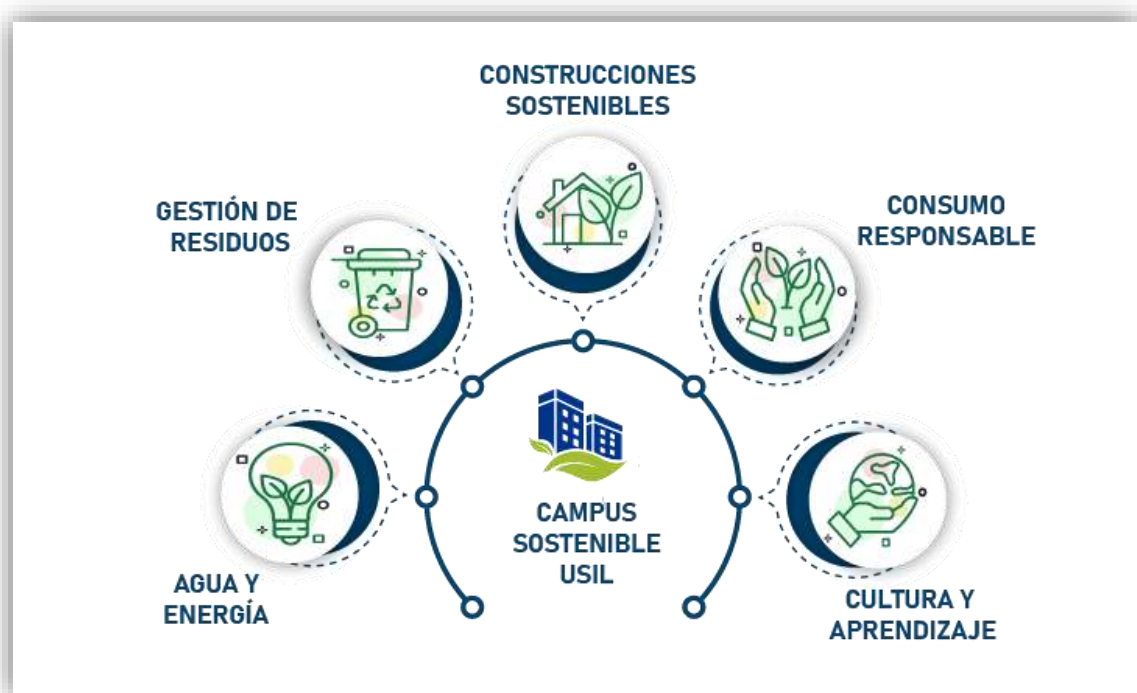 CONSTRUCCIONES
SOSTENIBLES
GESTIÓN DE
RESIDUOS
CONSUMO
RESPONSABLE
CAMPUS
SOSTENIBLE
USIL
AGUA Y
ENERGÍA
CULTURA Y
APRENDIZAJE